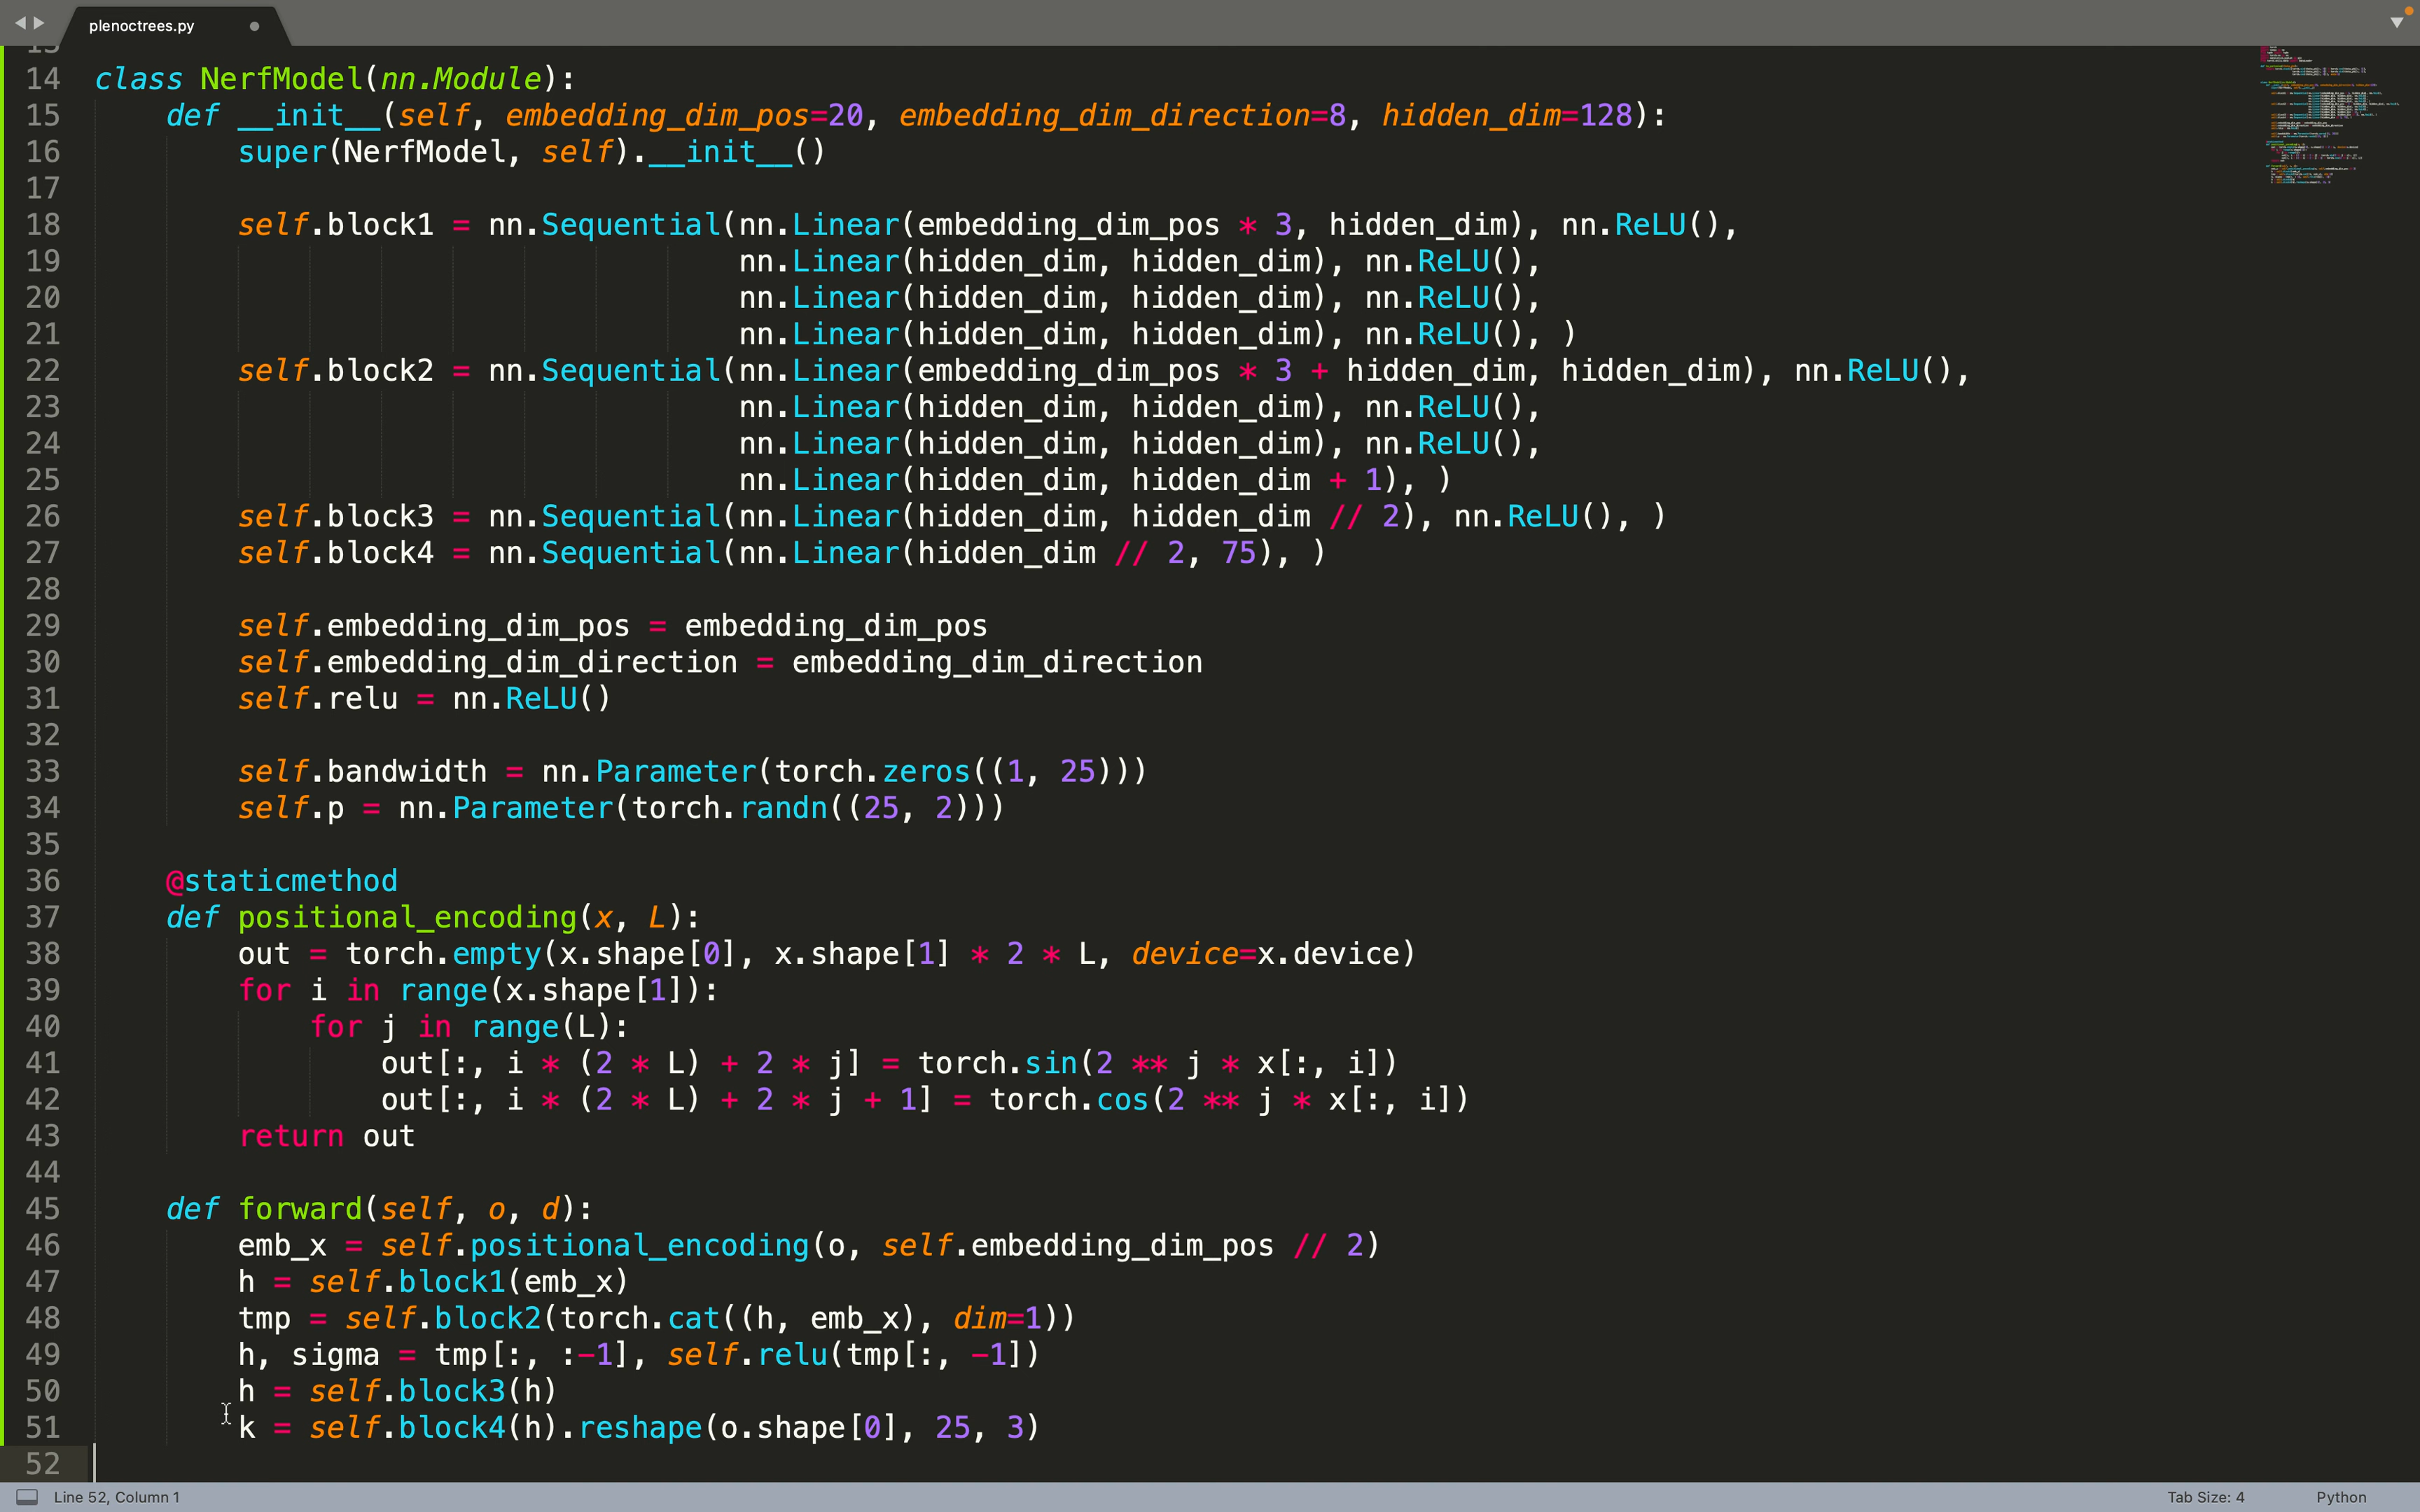 plenoctrees.py
13
14 class NerfModel(nn.Module):
15     def __init__(self, embedding_dim_pos=20, embedding_dim_direction=8, hidden_dim=128):
16         super(NerfModel, self).__init__()
17
18         self.block1 = nn.Sequential(nn.Linear(embedding_dim_pos * 3, hidden_dim), nn.ReLU(),
19                                     nn.Linear(hidden_dim, hidden_dim), nn.ReLU(),
20                                     nn.Linear(hidden_dim, hidden_dim), nn.ReLU(),
21                                     nn.Linear(hidden_dim, hidden_dim), nn.ReLU(), )
22         self.block2 = nn.Sequential(nn.Linear(embedding_dim_pos * 3 + hidden_dim, hidden_dim), nn.ReLU(),
23                                     nn.Linear(hidden_dim, hidden_dim), nn.ReLU(),
24                                     nn.Linear(hidden_dim, hidden_dim), nn.ReLU(),
25                                     nn.Linear(hidden_dim, hidden_dim + 1), )
26         self.block3 = nn.Sequential(nn.Linear(hidden_dim, hidden_dim // 2), nn.ReLU(), )
27         self.block4 = nn.Sequential(nn.Linear(hidden_dim // 2, 75), )
28
29         self.embedding_dim_pos = embedding_dim_pos
30         self.embedding_dim_direction = embedding_dim_direction
31         self.relu = nn.ReLU()
32
33         self.bandwidth = nn.Parameter(torch.zeros((1, 25)))
34         self.p = nn.Parameter(torch.randn((25, 2)))
35
36     @staticmethod
37     def positional_encoding(x, L):
38         out = torch.empty(x.shape[0], x.shape[1] * 2 * L, device=x.device)
39         for i in range(x.shape[1]):
40             for j in range(L):
41                 out[:, i * (2 * L) + 2 * j] = torch.sin(2 ** j * x[:, i])
42                 out[:, i * (2 * L) + 2 * j + 1] = torch.cos(2 ** j * x[:, i])
43         return out
44
45     def forward(self, o, d):
46         emb_x = self.positional_encoding(o, self.embedding_dim_pos // 2)
47         h = self.block1(emb_x)
48         tmp = self.block2(torch.cat((h, emb_x), dim=1))
49         h, sigma = tmp[:, :-1], self.relu(tmp[:, -1])
50         h = self.block3(h)
51         k = self.block4(h).reshape(o.shape[0], 25, 3)
52
Line 52, Column 1
Tab Size: 4
Python